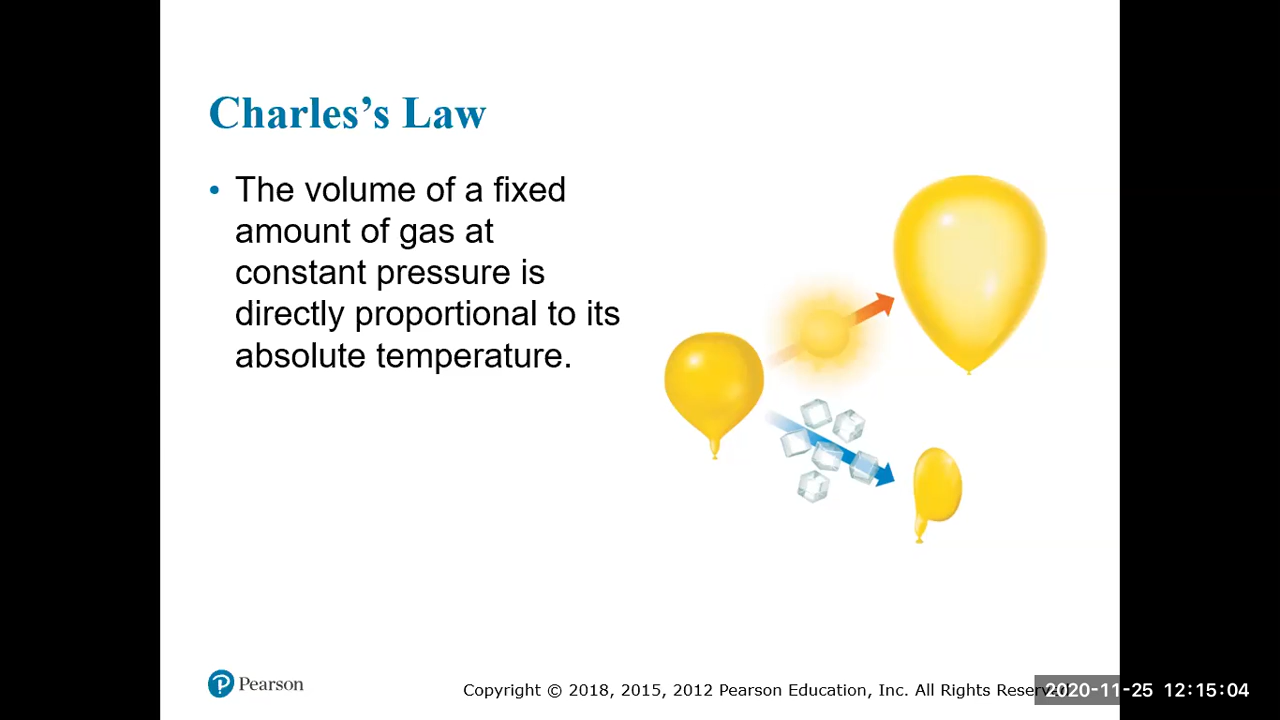 Charles’s Law
• The volume of a fixed
amount of gas at
constant pressure is
directly proportional to its
absolute temperature.
Pearson
Copyright © 2018, 2015, 2012 Pearson Education, Inc. All Rights
2020-11-25 12:15:04